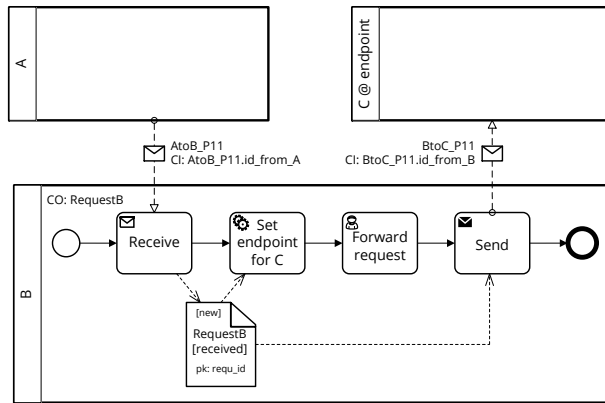 A
C @ endpoint
AtoB_P11
CI: AtoB_P11.id_from_A
BtoC_P11
CI: BtoC_P11.id_from_B
B
CO: RequestB
Receive
Set
endpoint
for C
Forward
request
Send
[new]
RequestB
[received]
pk: requ_id